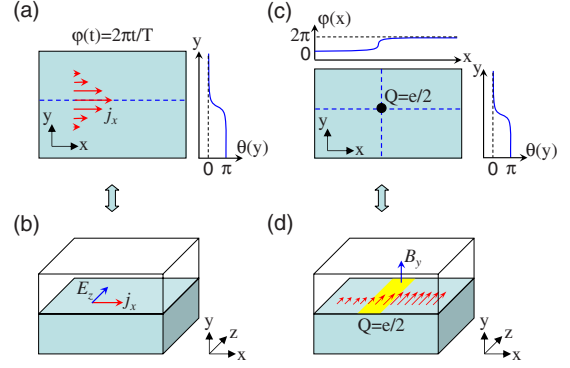 (a)
φ(t)=2πt/T
y
j_x
y
x
0 π
θ(y)
(c)
φ(x)
2π
0
x
Q=e/2
y
y
x
0 π
θ(y)
(b)
E_z
j_x
y
z
x
(d)
B_y
Q=e/2
y
z
x